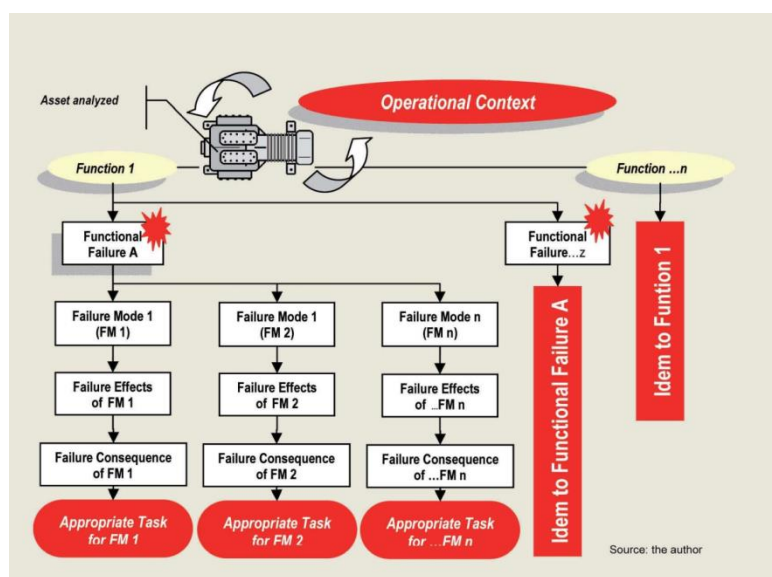 Asset analyzed
Operational Context
Function 1
Function ...n
Functional
Failure A
Functional
Failure...z
Failure Mode 1
(FM 1)
Failure Mode 1
(FM 2)
Failure Mode n
(FM n)
Failure Effects
of FM 1
Failure Effects
of FM 2
Failure Effects
of ...FM n
Failure Consequence
of FM 1
Failure Consequence
of FM 2
Failure Consequence
of ...FM n
Appropriate Task
for FM 1
Appropriate Task
for FM 2
Appropriate Task
for ...FM n
Idem to Functional Failure A
Idem to Funtion 1
Source: the author